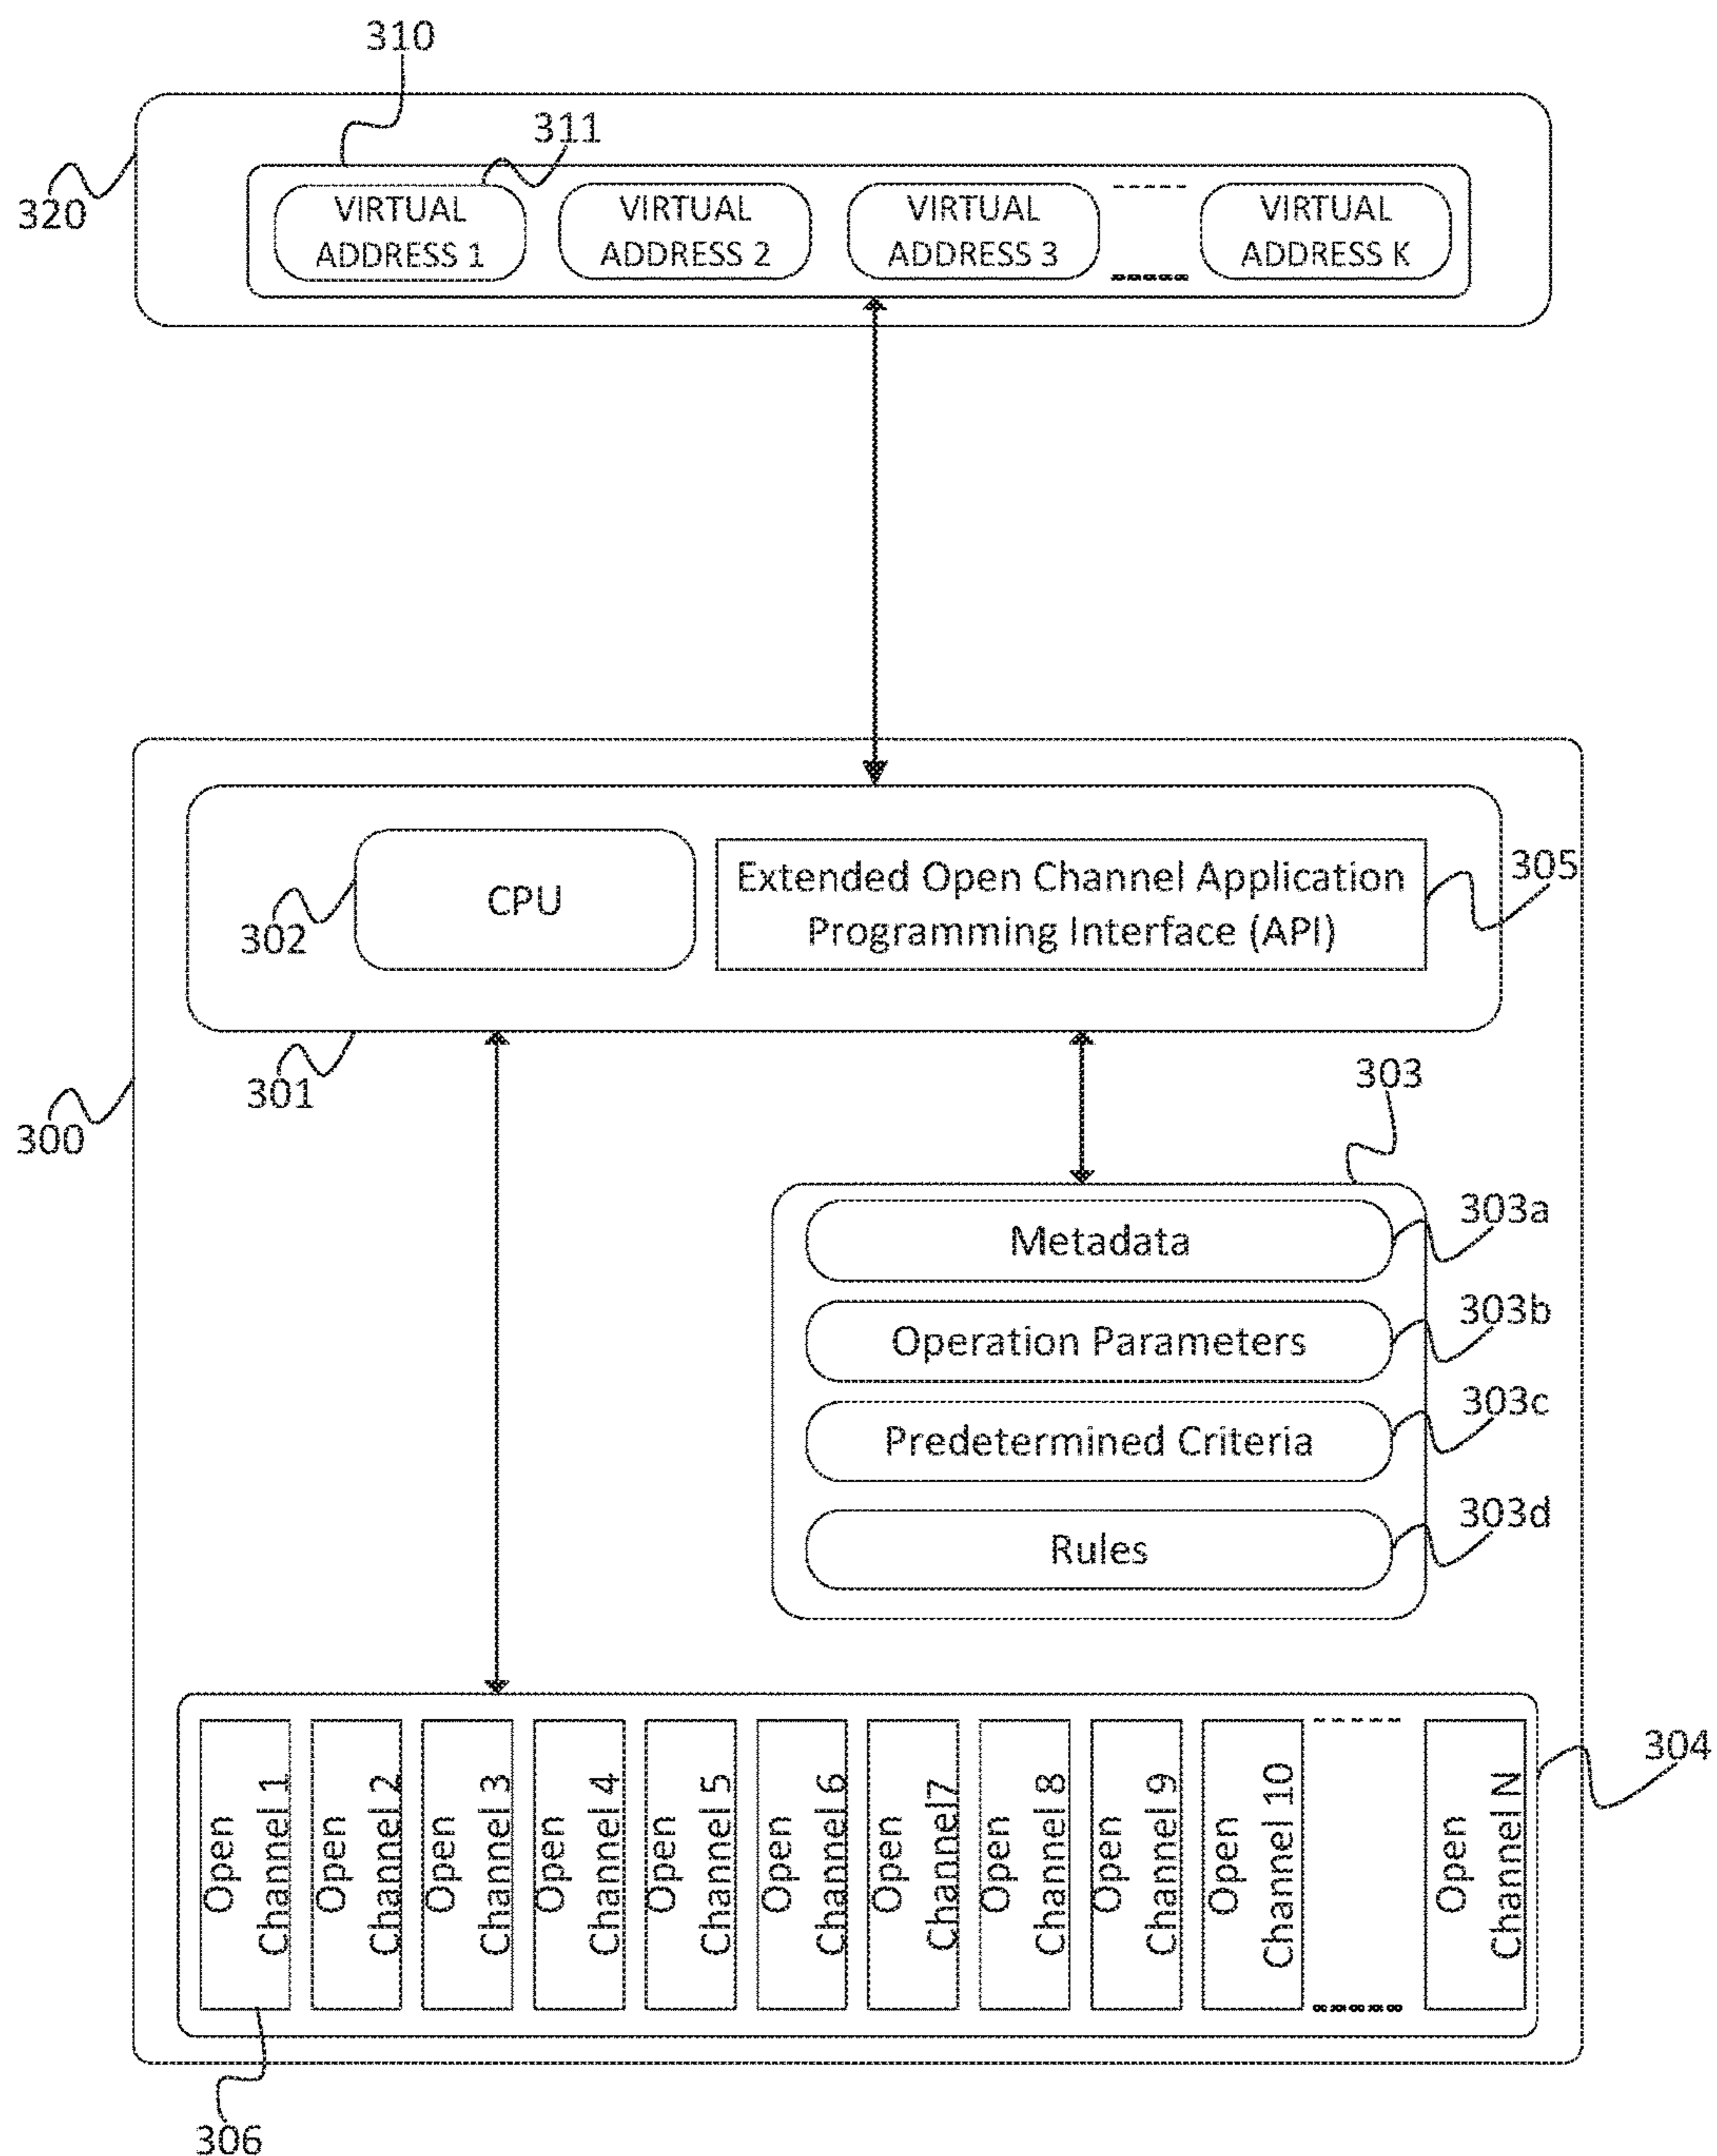 310
311
320
VIRTUAL
ADDRESS 1
VIRTUAL
ADDRESS 2
VIRTUAL
ADDRESS 3
VIRTUAL
ADDRESS K
CPU
302
Extended Open Channel Application
Programming Interface (API)
305
301
300
303
Metadata
303a
Operation Parameters
303b
Predetermined Criteria
303c
Rules
303d
304
Open
Channel 1
Open
Channel 2
Open
Channel 3
Open
Channel 4
Open
Channel 5
Open
Channel 6
Open
Channel7
Open
Channel 8
Open
Channel 9
Open
Channel 10
Open
Channel N
306